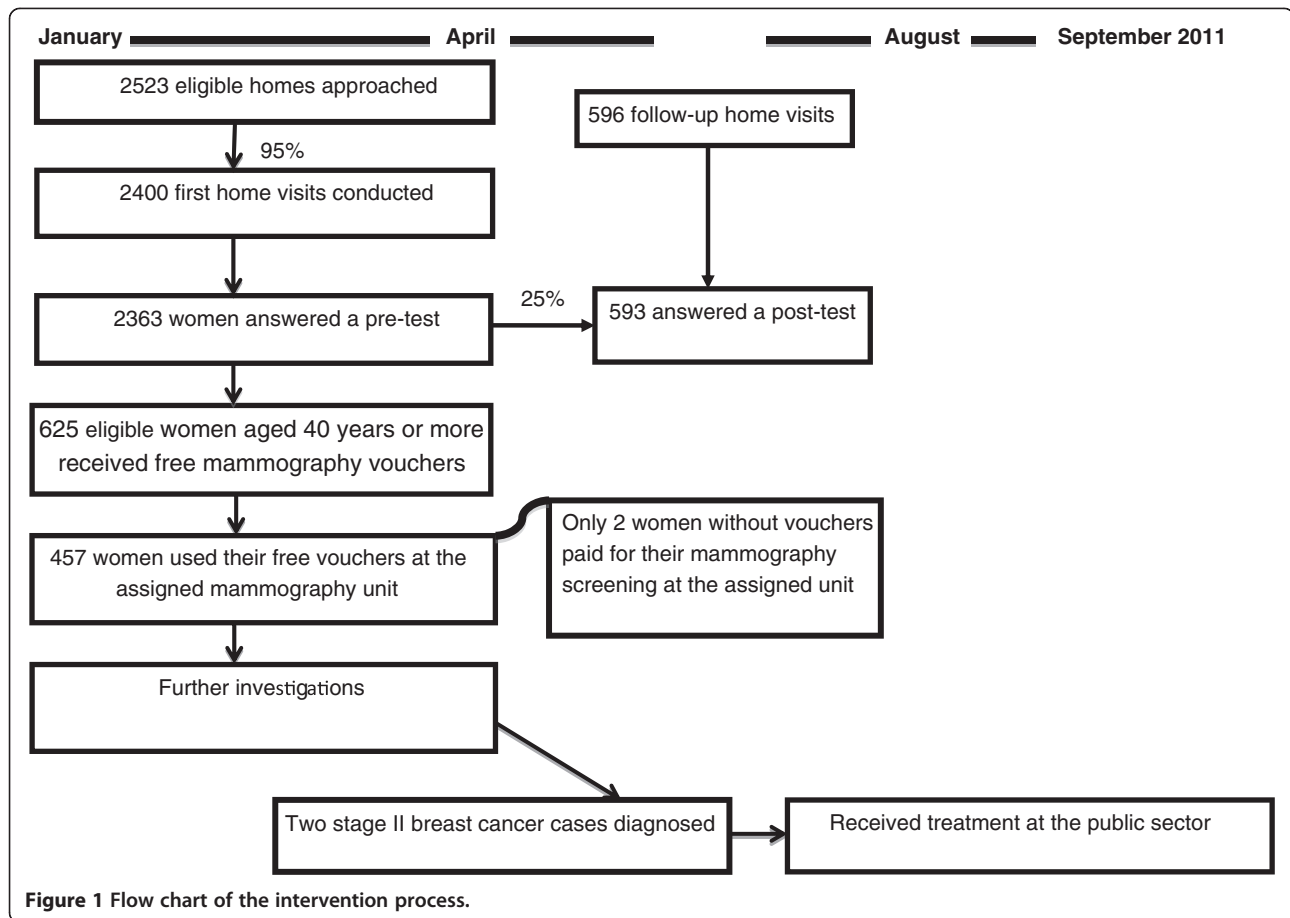 January April August September 2011
2523 eligible homes approached
596 follow-up home visits
95%
2400 first home visits conducted
2363 women answered a pre-test
25%
593 answered a post-test
625 eligible women aged 40 years or more
received free mammography vouchers
457 women used their free vouchers at the
assigned mammography unit
Only 2 women without vouchers
paid for their mammography
screening at the assigned unit
Further investigations
Two stage II breast cancer cases diagnosed
Received treatment at the public sector
Figure 1 Flow chart of the intervention process.